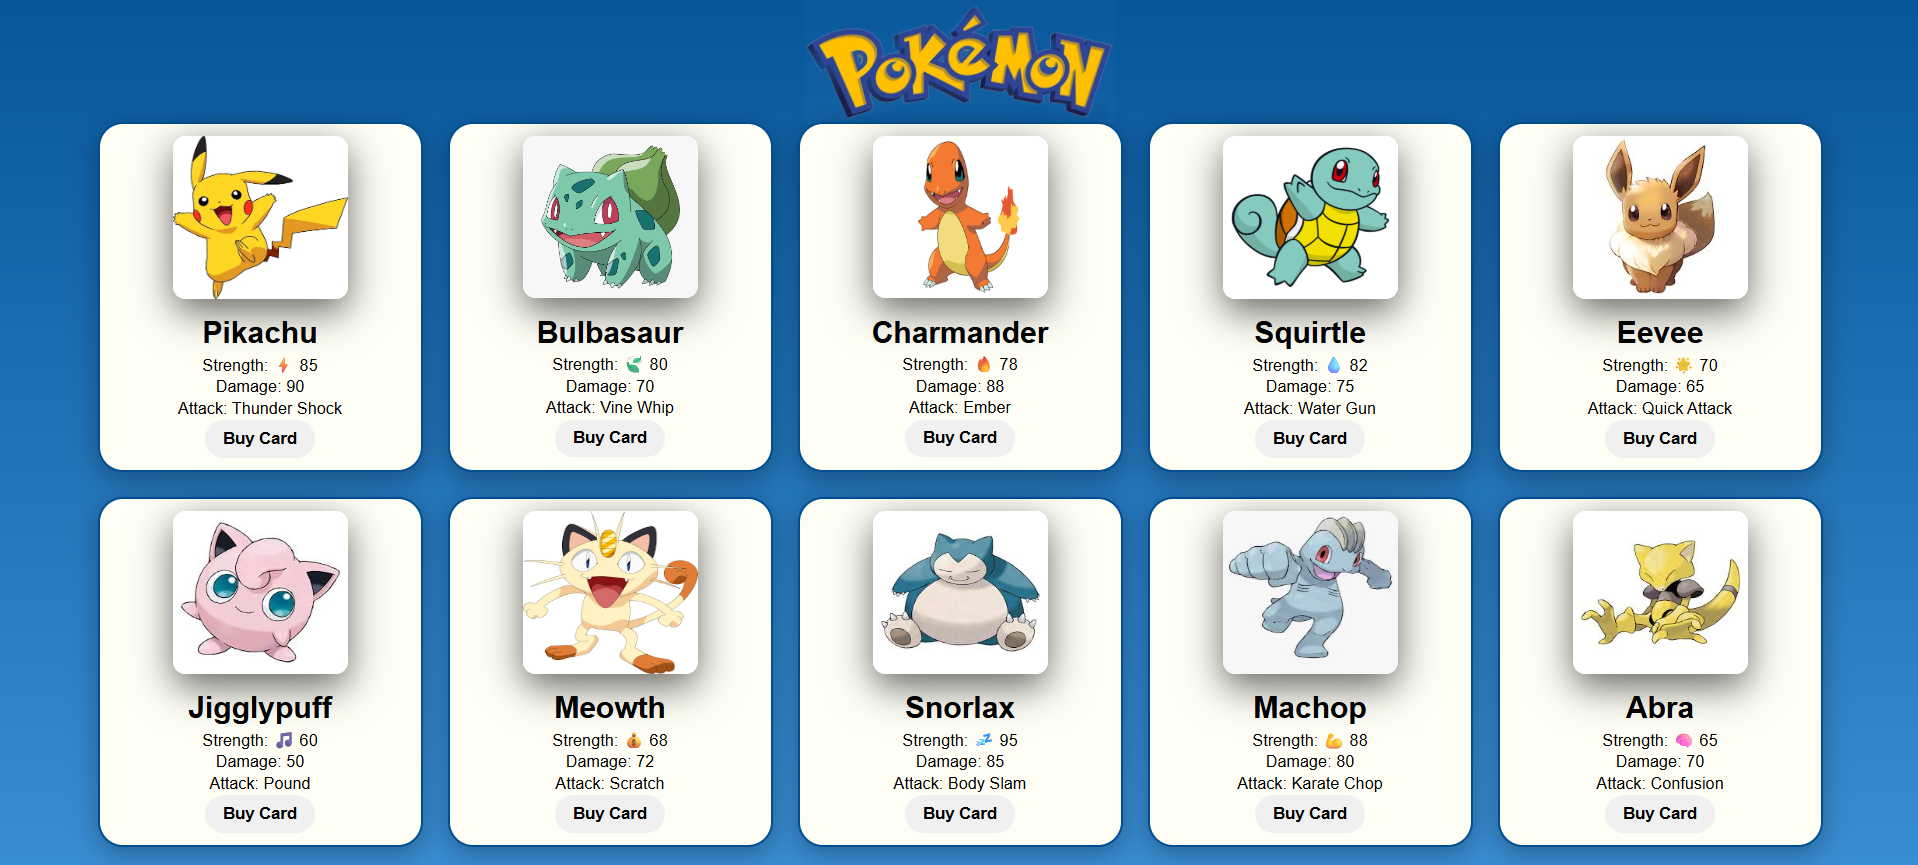 POKéMON
Pikachu
Strength: ⚡ 85
Damage: 90
Attack: Thunder Shock
Buy Card
Bulbasaur
Strength: 🌿 80
Damage: 70
Attack: Vine Whip
Buy Card
Charmander
Strength: 🔥 78
Damage: 88
Attack: Ember
Buy Card
Squirtle
Strength: 💧 82
Damage: 75
Attack: Water Gun
Buy Card
Eevee
Strength: 🌟 70
Damage: 65
Attack: Quick Attack
Buy Card
Jigglypuff
Strength: 🎵 60
Damage: 50
Attack: Pound
Buy Card
Meowth
Strength: 💰 68
Damage: 72
Attack: Scratch
Buy Card
Snorlax
Strength: 💤 95
Damage: 85
Attack: Body Slam
Buy Card
Machop
Strength: 💪 88
Damage: 80
Attack: Karate Chop
Buy Card
Abra
Strength: 🧠 65
Damage: 70
Attack: Confusion
Buy Card